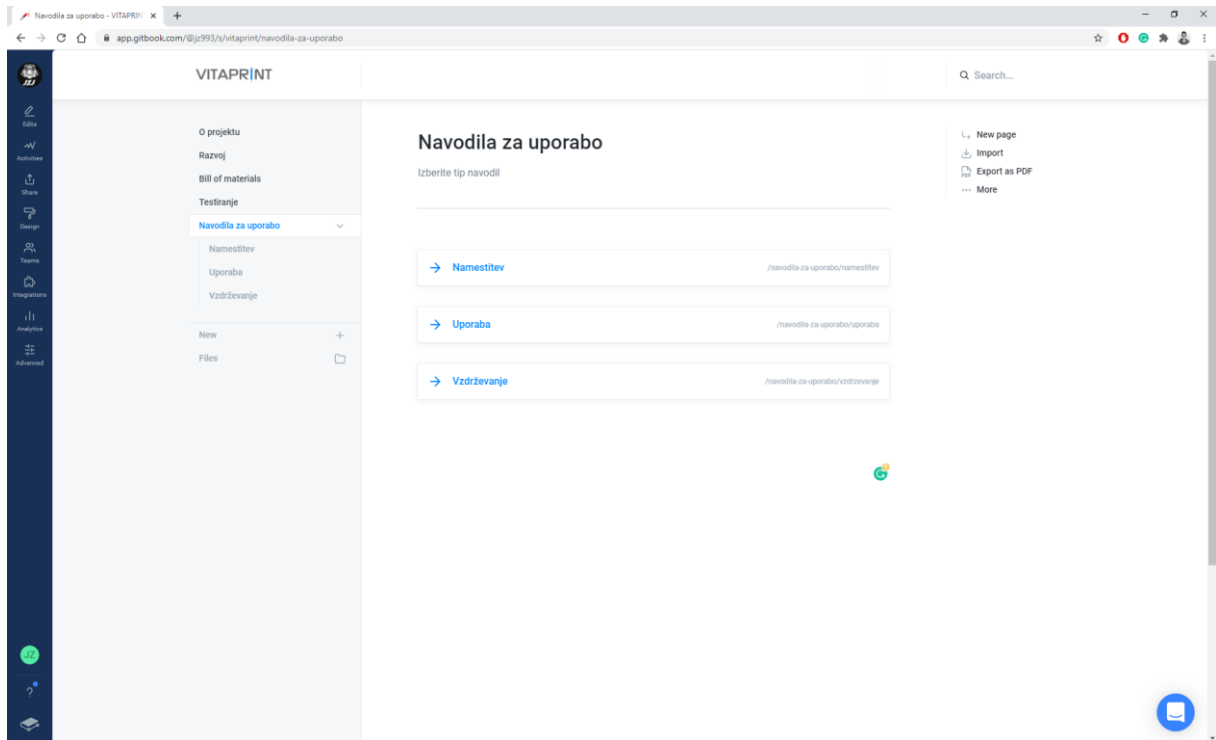 Navodila za uporabo - VITAPRIN
app.gitbook.com/@jz993/s/vitaprint/navodila-za-uporabo
JZJ
Edits
Activities
Share
Design
Teams
Integrations
Analytics
Advanced
JZ
?
VITAPRINT
Search...
O projektu
Razvoj
Bill of materials
Testiranje
Navodila za uporabo
Namestitev
Uporaba
Vzdrževanje
New
Files
Navodila za uporabo
Izberite tip navodil
Namestitev /navodila-za-uporabo/namestitev
Uporaba /navodila-za-uporabo/uporaba
Vzdrževanje /navodila-za-uporabo/vzdrzevanje
New page
Import
PDF Export as PDF
More